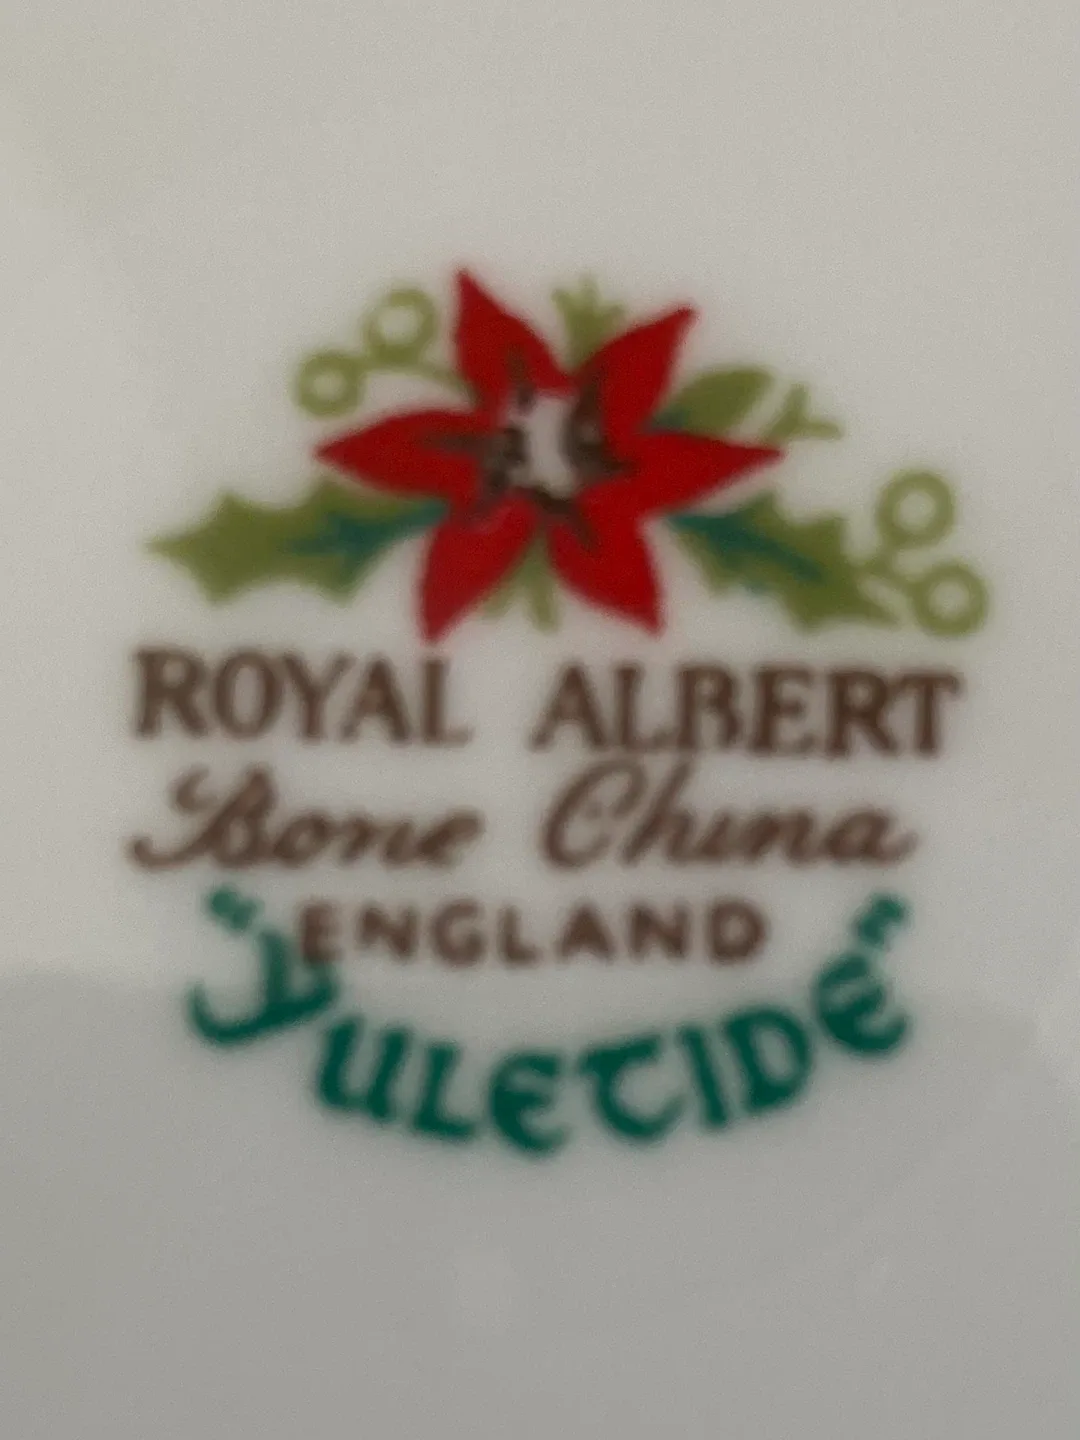 ROYAL ALBERT
Bone China
ENGLAND
"YULETIDE"